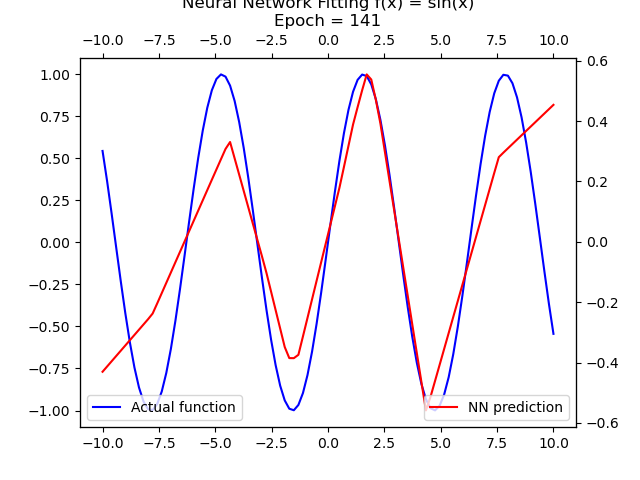 Neural Network Fitting f(x) = sin(x)
Epoch = 141
−10.0 −7.5 −5.0 −2.5 0.0 2.5 5.0 7.5 10.0
1.00
0.75
0.50
0.25
0.00
−0.25
−0.50
−0.75
−1.00
0.6
0.4
0.2
0.0
−0.2
−0.4
−0.6
Actual function
NN prediction
−10.0 −7.5 −5.0 −2.5 0.0 2.5 5.0 7.5 10.0